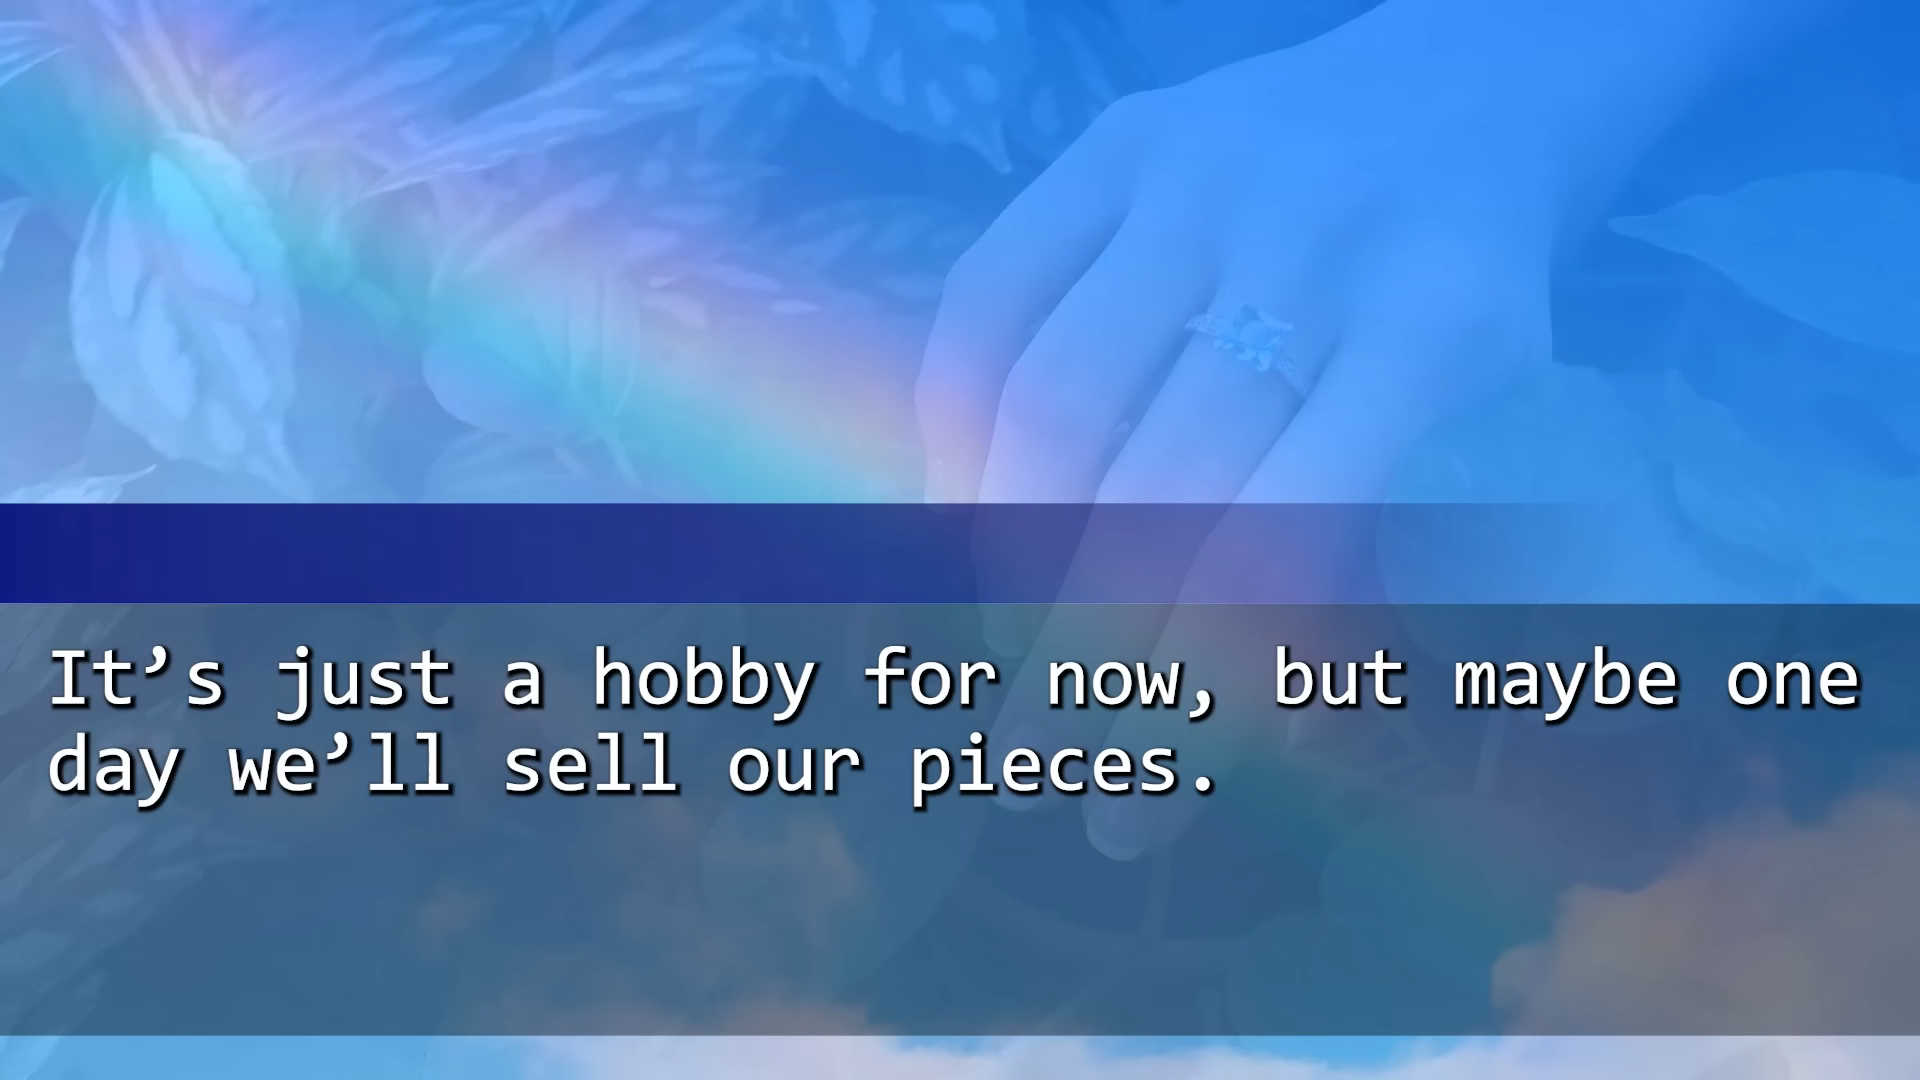 It’s just a hobby for now, but maybe one
day we’ll sell our pieces.